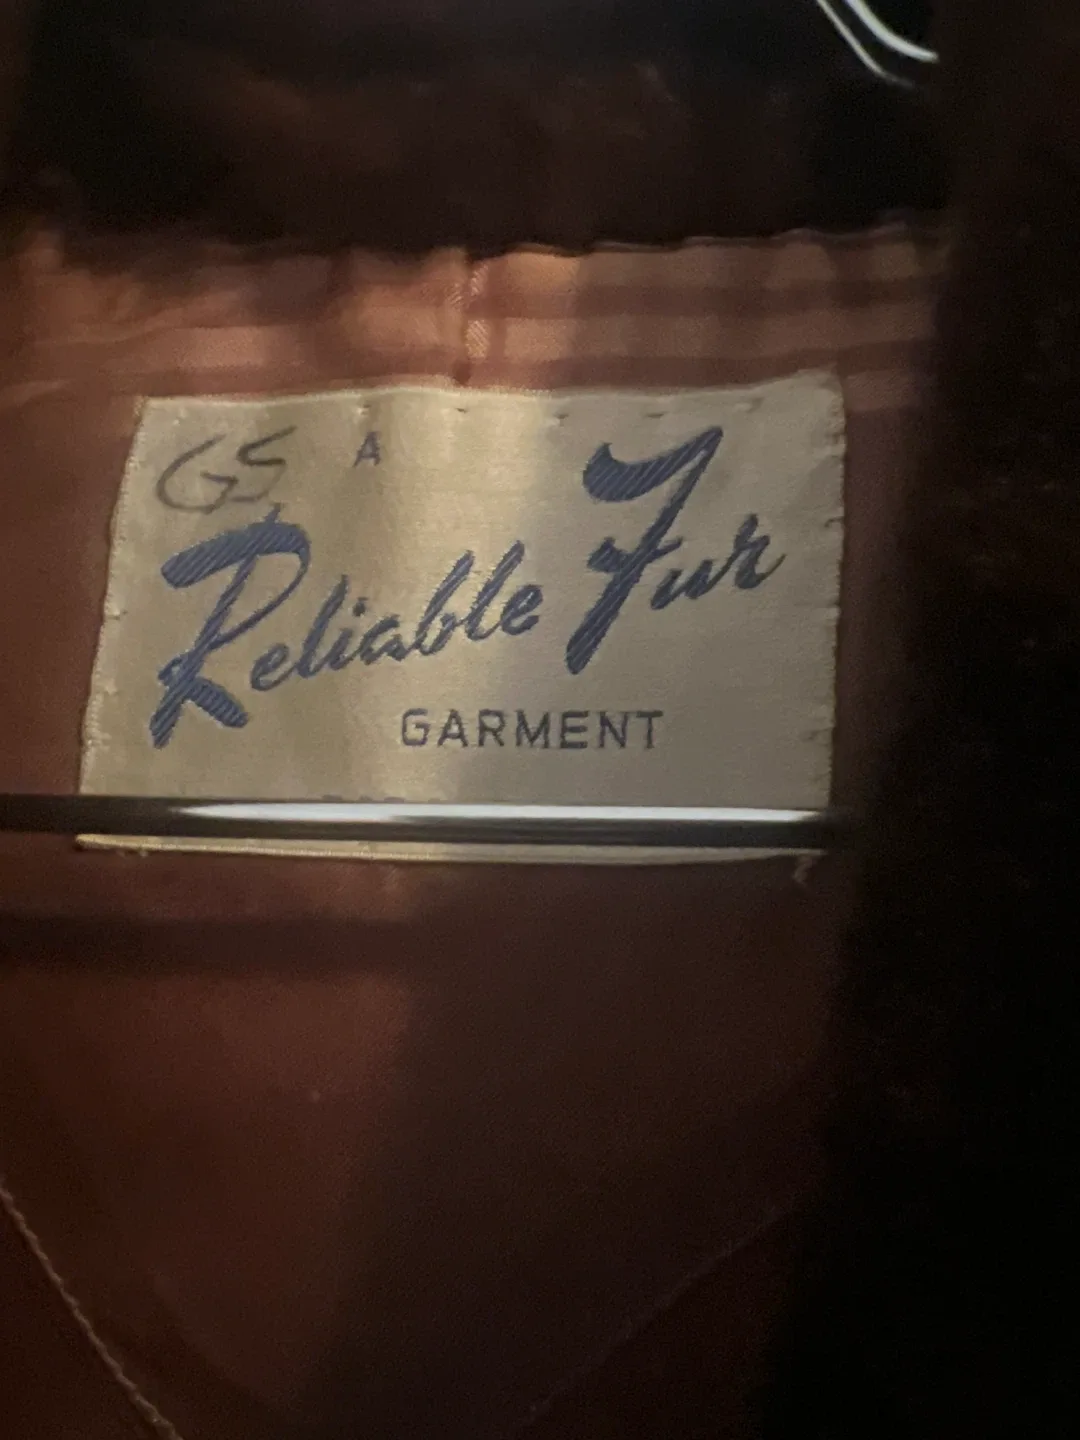 GS A
Reliable Fur
GARMENT